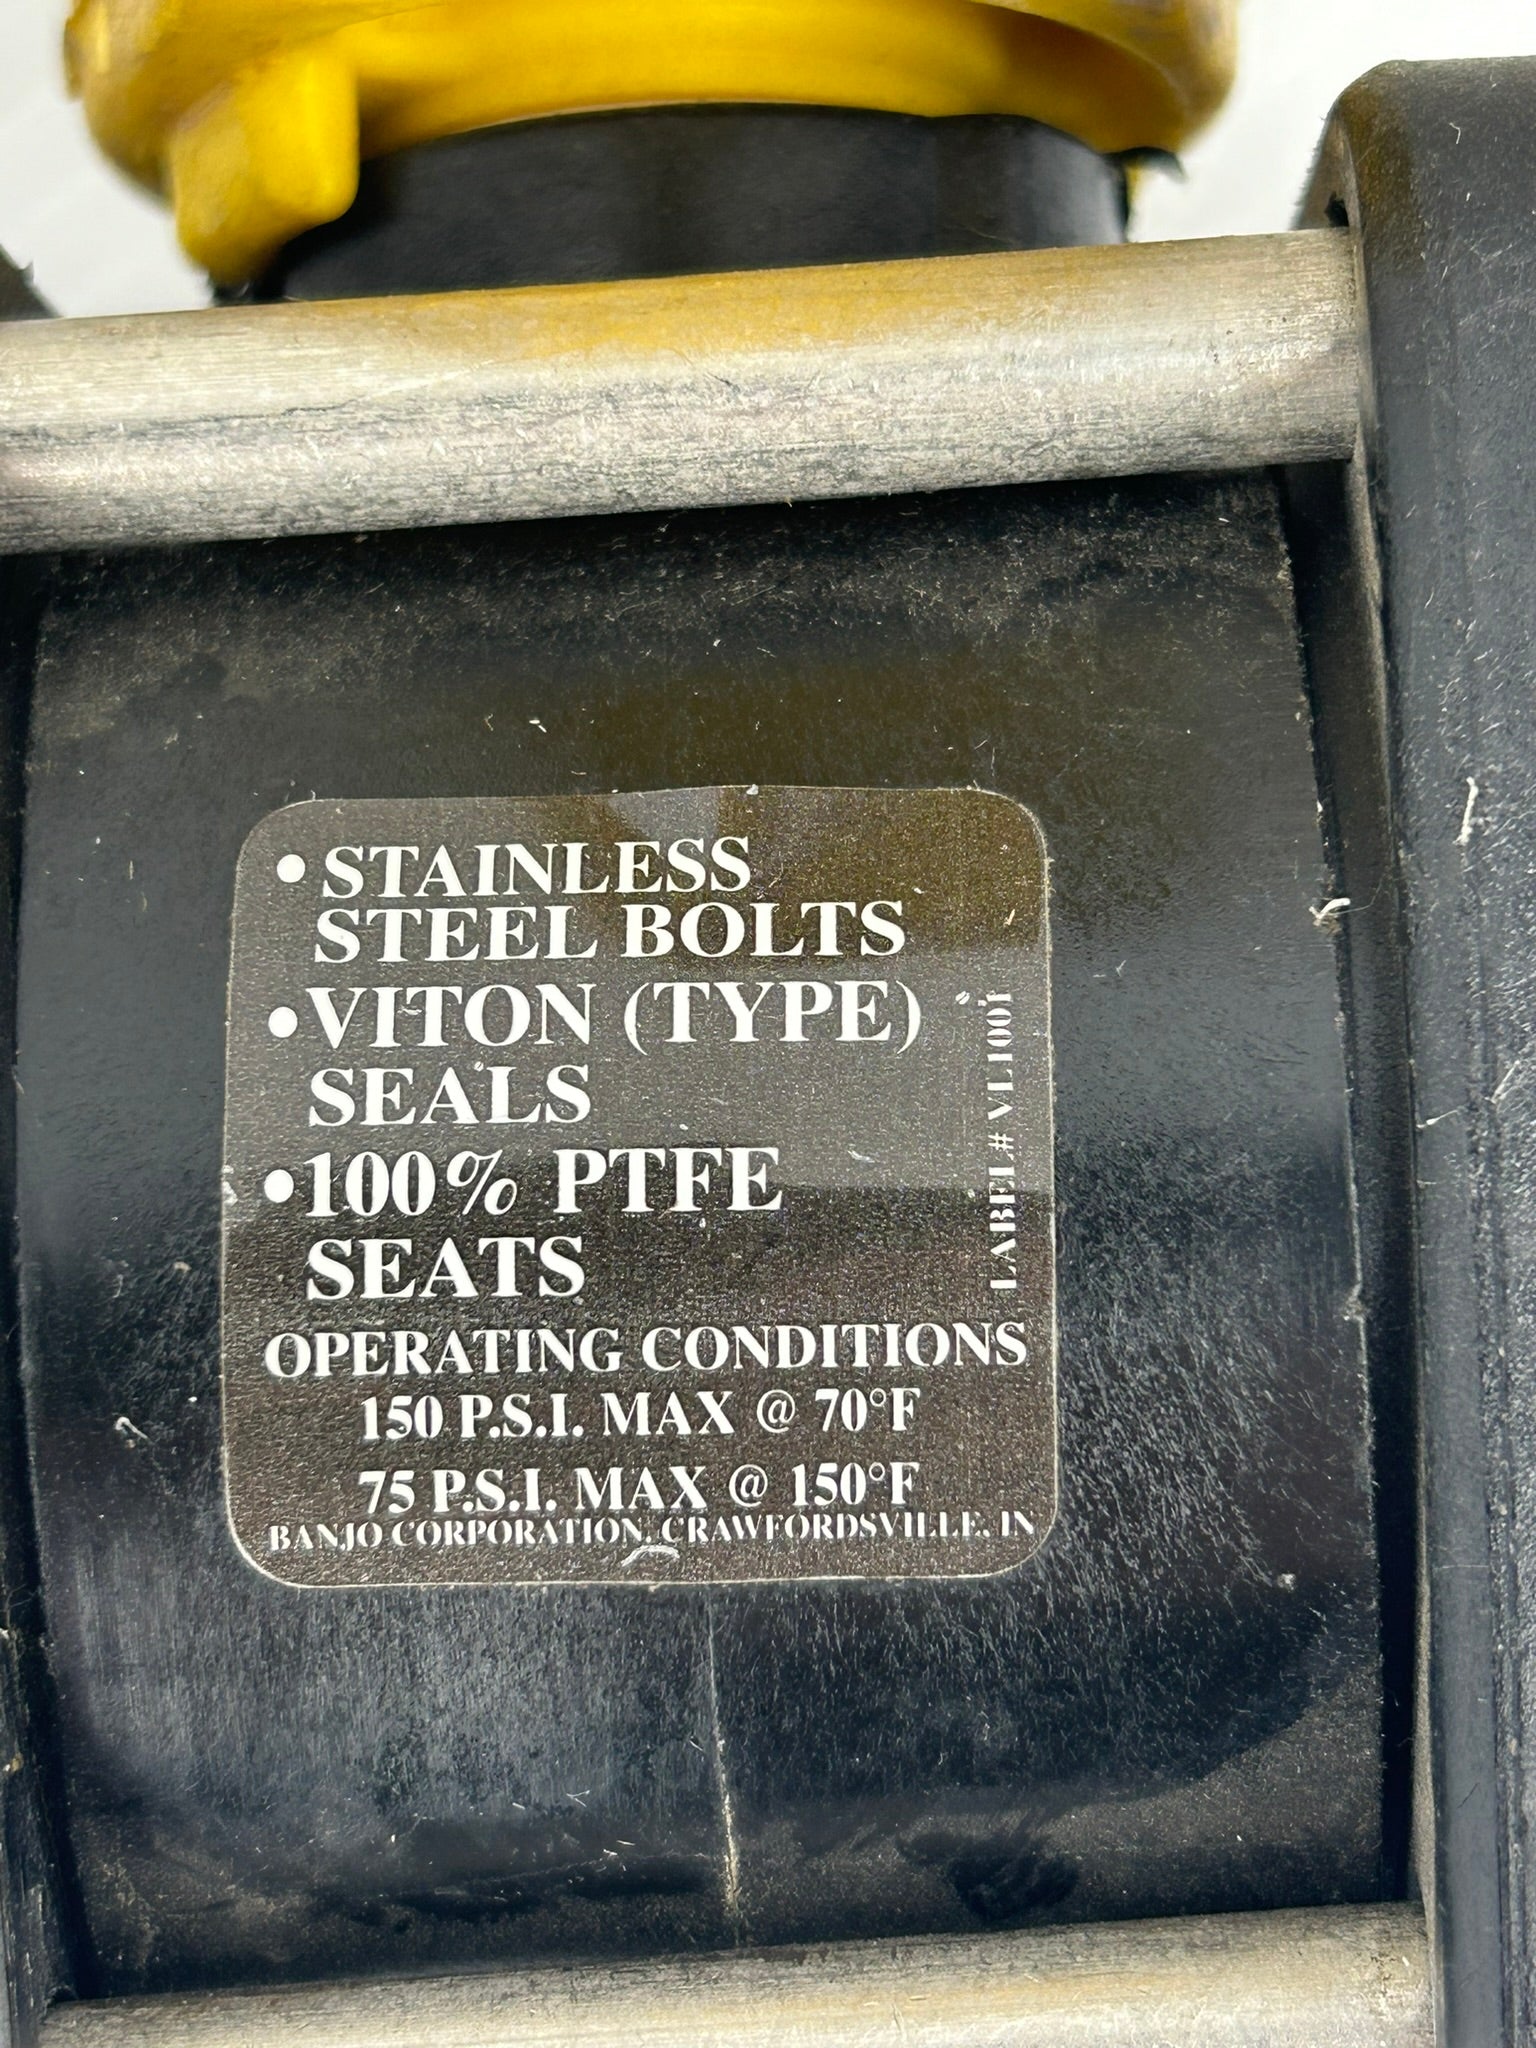 • STAINLESS
STEEL BOLTS
• VITON (TYPE)
SEALS
• 100% PTFE
SEATS
OPERATING CONDITIONS
150 P.S.I. MAX @ 70°F
75 P.S.I. MAX @ 150°F
BANJO CORPORATION, CRAWFORDSVILLE, IN
LABEL# VL1001